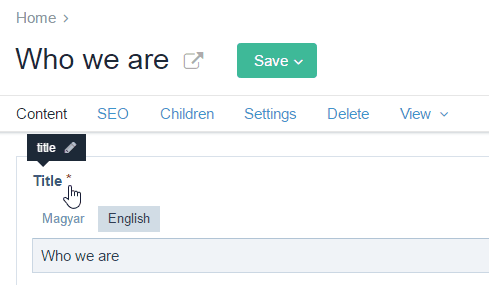 Home >
Who we are Save
Content SEO Children Settings Delete View
title
Title *
Magyar English
Who we are